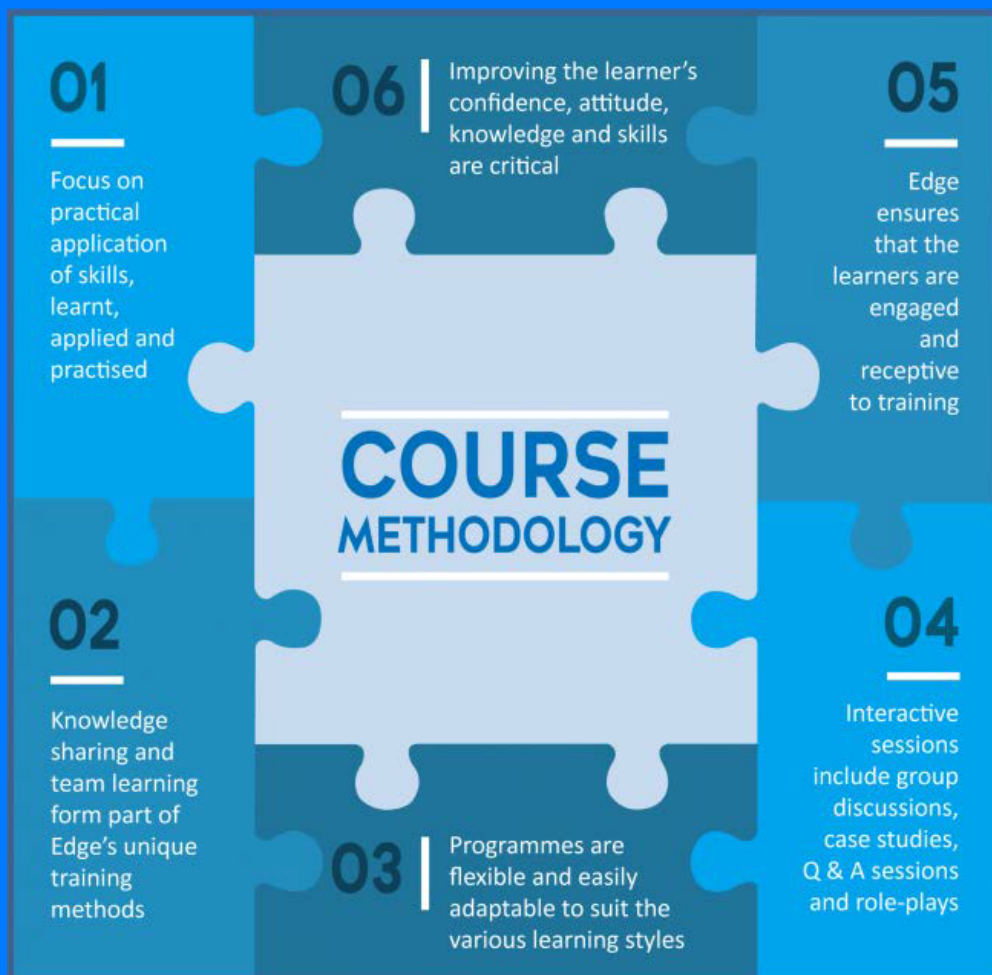 01
Focus on
practical
application
of skills,
learnt,
applied and
practised
06
Improving the learner's
confidence, attitude,
knowledge and skills
are critical
05
Edge
ensures
that the
learners are
engaged
and
receptive
to training
COURSE
METHODOLOGY
02
Knowledge
sharing and
team learning
form part of
Edge's unique
training
methods
03
Programmes are
flexible and easily
adaptable to suit the
various learning styles
04
Interactive
sessions
include group
discussions,
case studies,
Q & A sessions
and role-plays